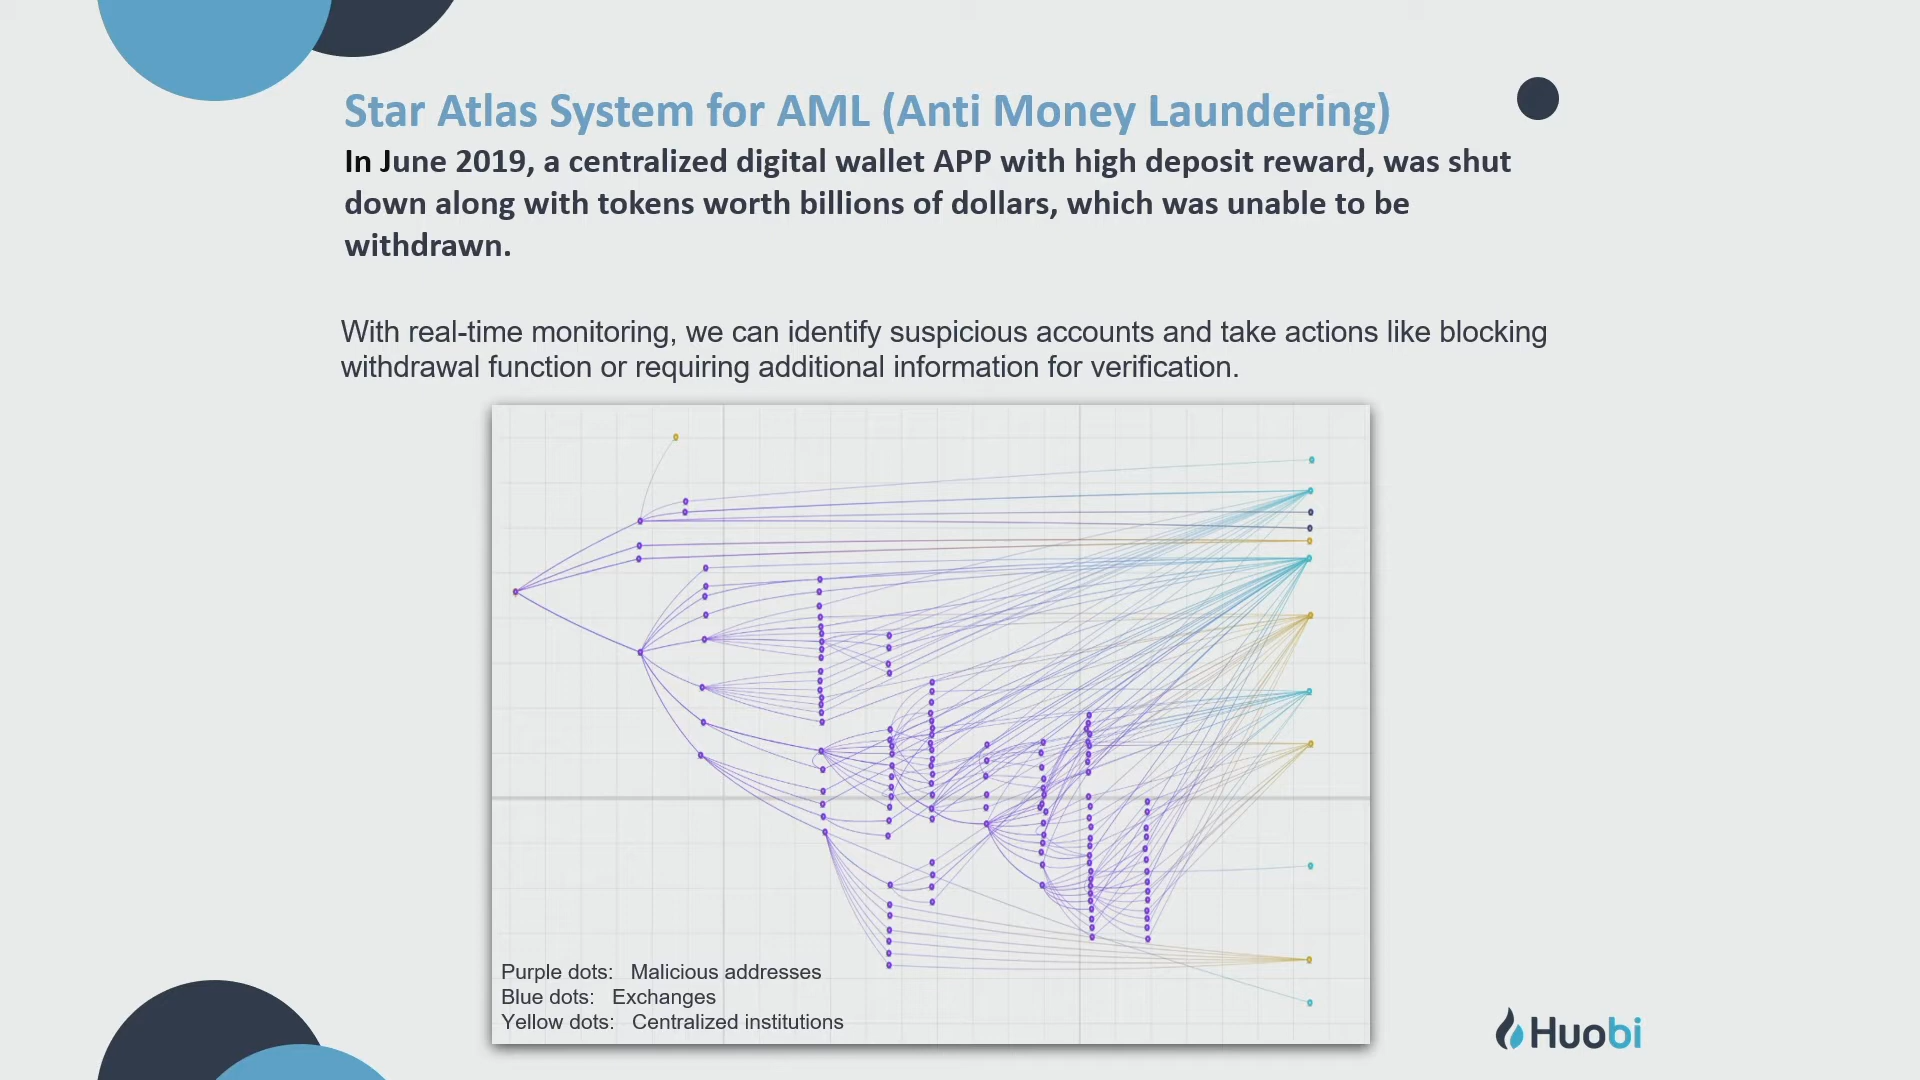 Star Atlas System for AML (Anti Money Laundering)
In June 2019, a centralized digital wallet APP with high deposit reward, was shut
down along with tokens worth billions of dollars, which was unable to be
withdrawn.
With real-time monitoring, we can identify suspicious accounts and take actions like blocking
withdrawal function or requiring additional information for verification.
Purple dots: Malicious addresses
Blue dots: Exchanges
Yellow dots: Centralized institutions
Huobi